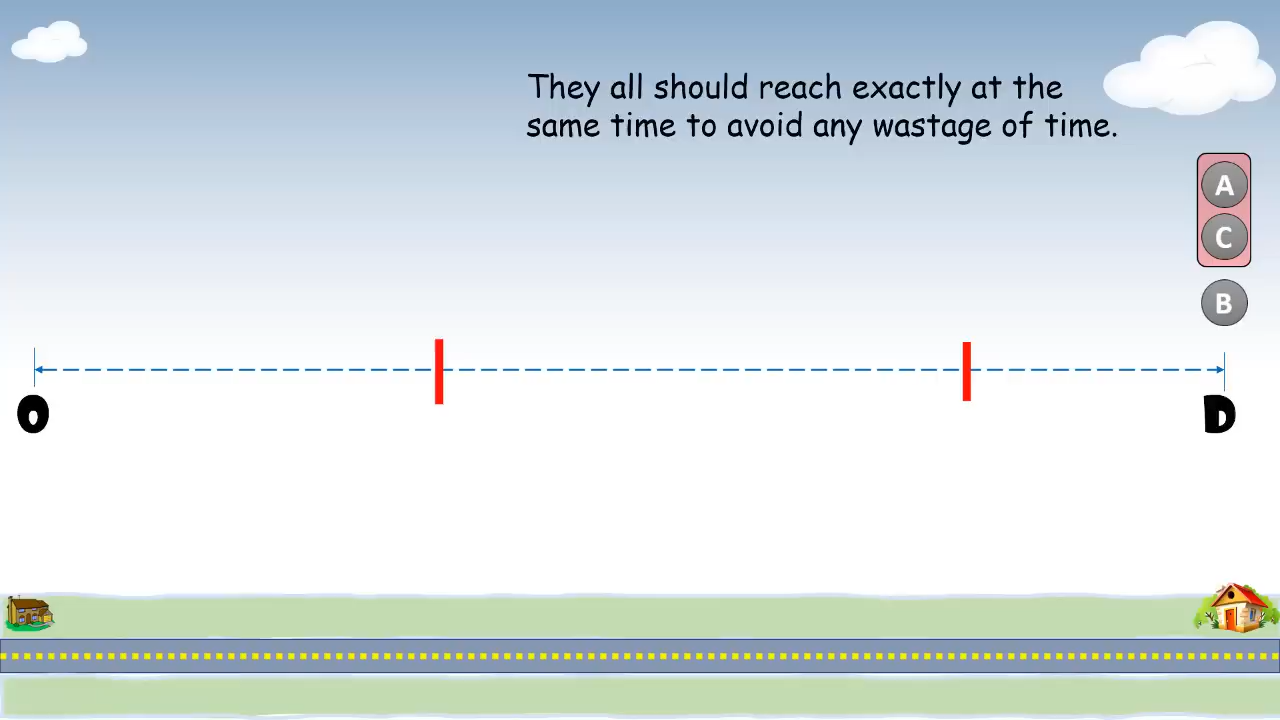 They all should reach exactly at the
same time to avoid any wastage of time.
A
C
B
O
D